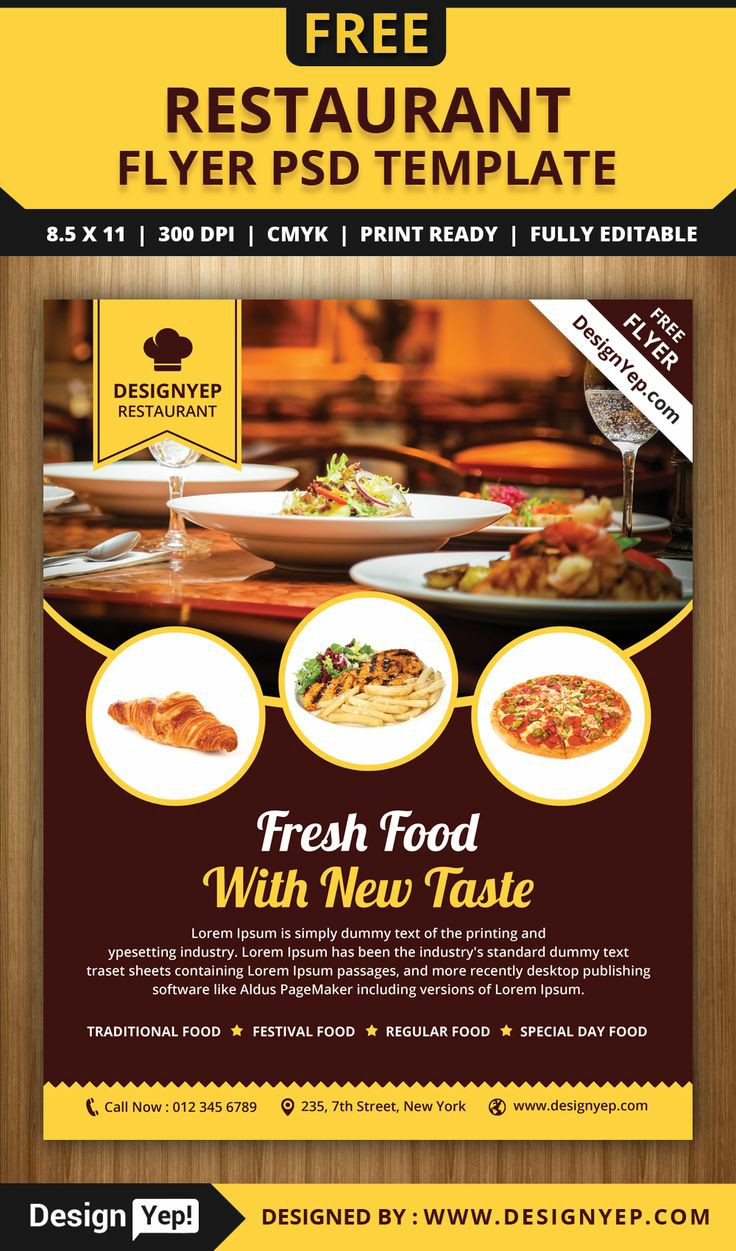 FREE
RESTAURANT
FLYER PSD TEMPLATE
8.5 X 11 | 300 DPI | CMYK | PRINT READY | FULLY EDITABLE
DESIGNYEP
RESTAURANT
FREE
FLYER
DesignYep.com
Fresh Food
With New Taste
Lorem Ipsum is simply dummy text of the printing and
ypesetting industry. Lorem Ipsum has been the industry's standard dummy text
traset sheets containing Lorem Ipsum passages, and more recently desktop publishing
software like Aldus PageMaker including versions of Lorem Ipsum.
TRADITIONAL FOOD ★ FESTIVAL FOOD ★ REGULAR FOOD ★ SPECIAL DAY FOOD
Call Now : 012 345 6789 235, 7th Street, New York www.designyep.com
Design Yep! DESIGNED BY : WWW.DESIGNYEP.COM